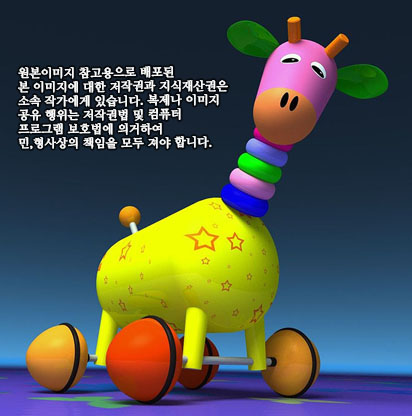 원본이미지 참고용으로 배포된
본 이미지에 대한 저작권과 지식재산권은
소속 작가에게 있습니다. 복제나 이미지
공유 행위는 저작권법 및 컴퓨터
프로그램 보호법에 의거하여
민,형사상의 책임을 모두 져야 합니다.